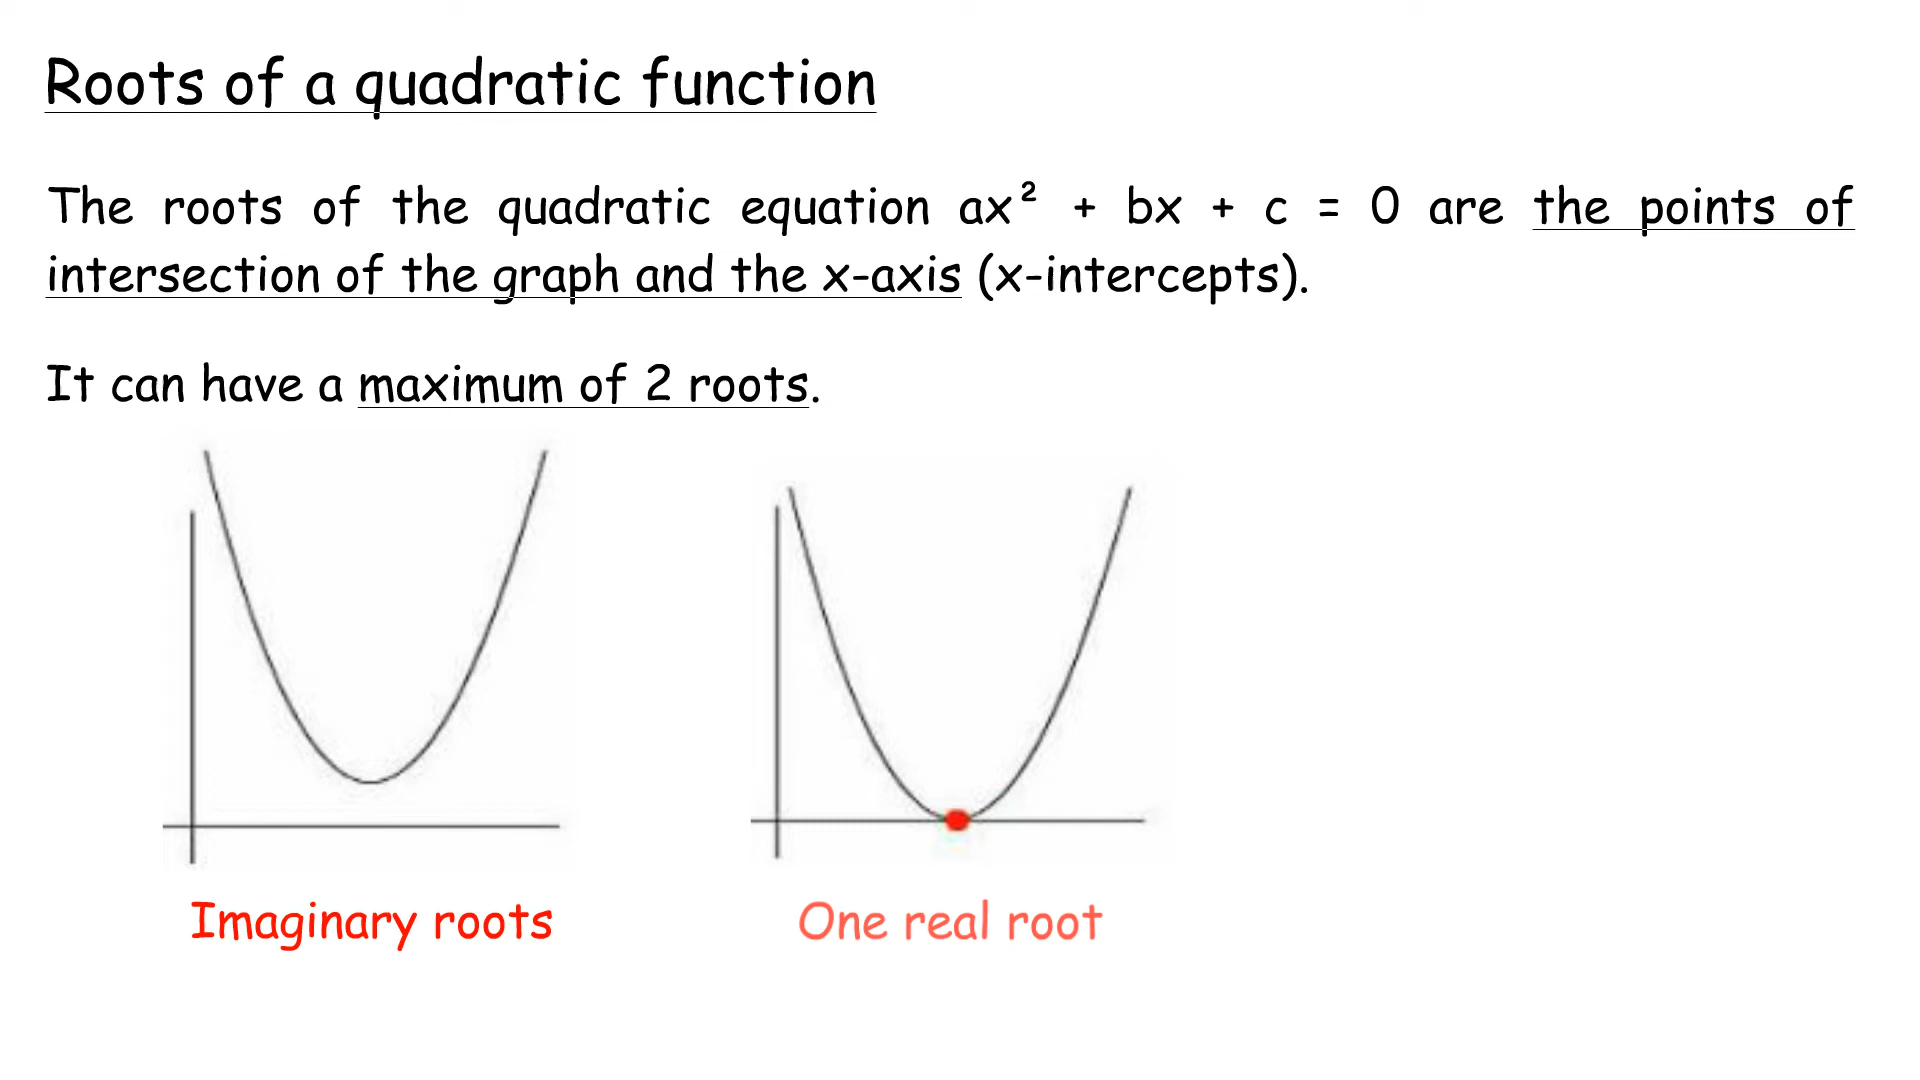 Roots of a quadratic function
The roots of the quadratic equation ax² + bx + c = 0 are the points of
intersection of the graph and the x-axis (x-intercepts).
It can have a maximum of 2 roots.
Imaginary roots
One real root